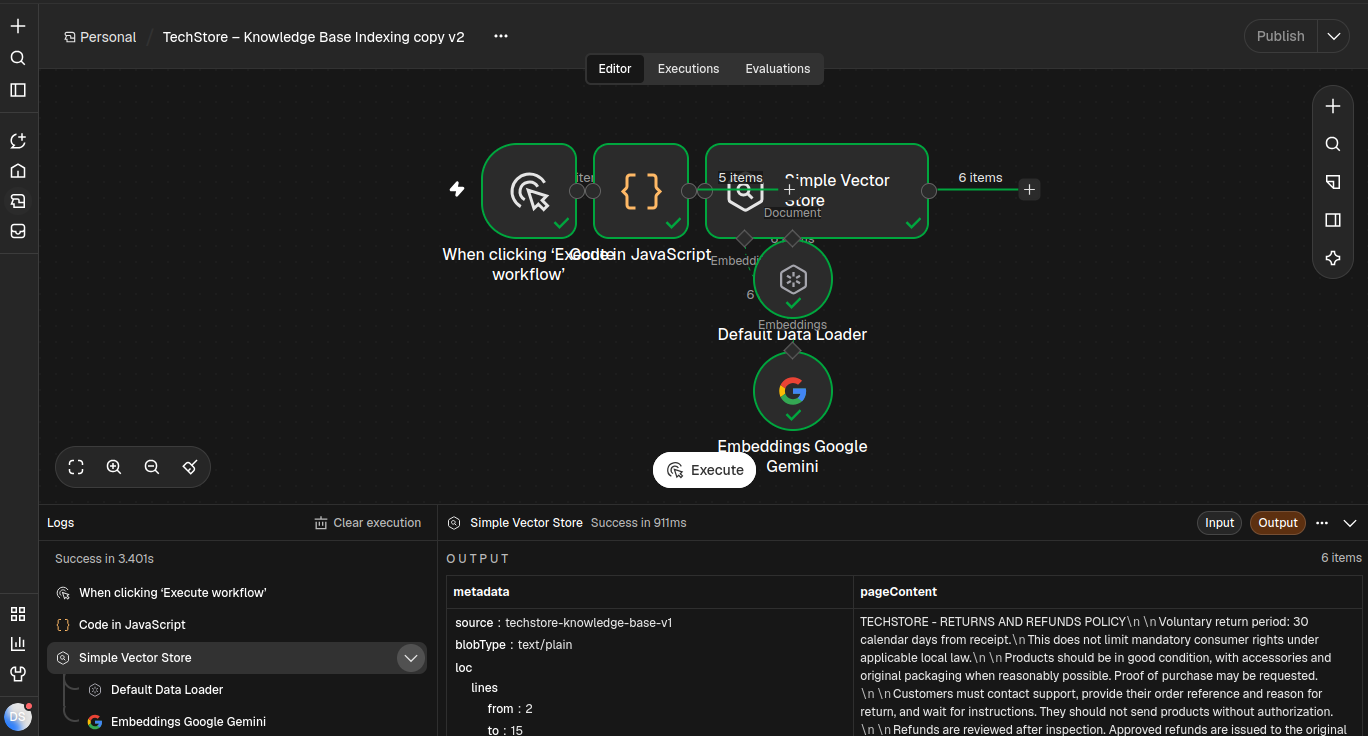 Personal / TechStore – Knowledge Base Indexing copy v2 ...
Publish
Editor Executions Evaluations
5 items
Simple Vector
Store
6 items
Document
When clicking ‘Execute
workflow’
Code in JavaScript
6
Embeddings
Default Data Loader
Embeddings Google
Gemini
Execute
Logs
Clear execution
Simple Vector Store Success in 911ms
Input Output
Success in 3.401s
OUTPUT
6 items
When clicking ‘Execute workflow’
Code in JavaScript
Simple Vector Store
Default Data Loader
Embeddings Google Gemini
DS
metadata
pageContent
source : techstore-knowledge-base-v1
blobType : text/plain
loc
lines
from : 2
to : 15
TECHSTORE - RETURNS AND REFUNDS POLICY\n \n Voluntary return period: 30
calendar days from receipt.\n This does not limit mandatory consumer rights under
applicable local law.\n \n Products should be in good condition, with accessories and
original packaging when reasonably possible. Proof of purchase may be requested.
\n \n Customers must contact support, provide their order reference and reason for
return, and wait for instructions. They should not send products without authorization.
\n \n Refunds are reviewed after inspection. Approved refunds are issued to the original